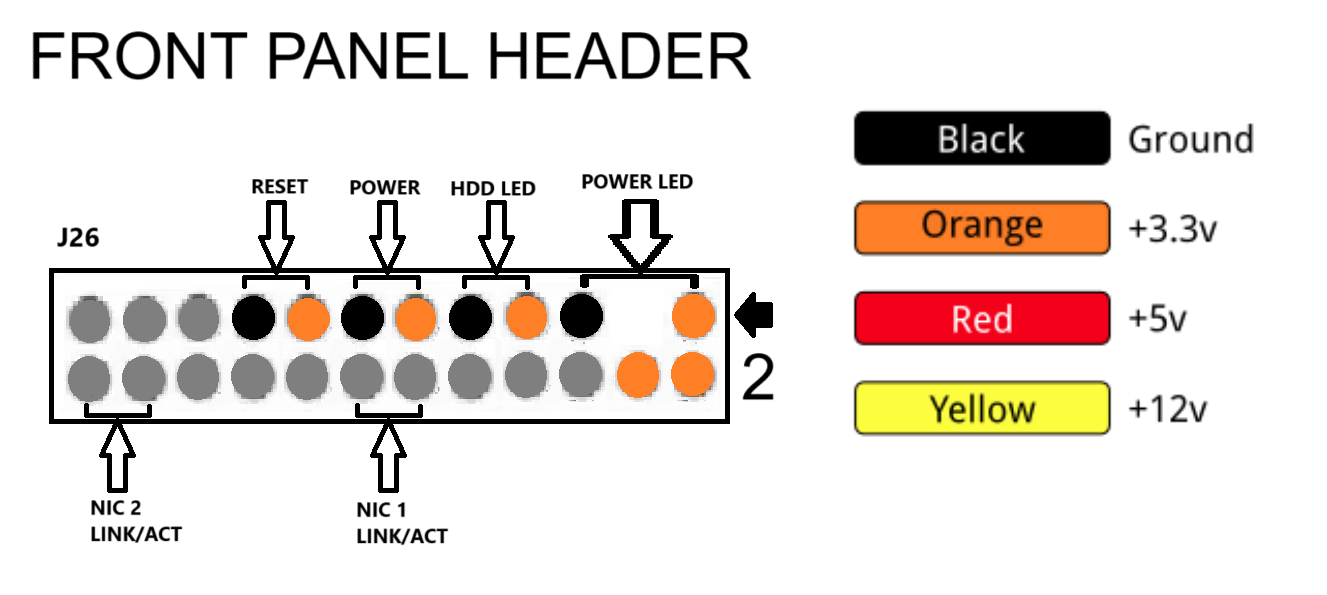 FRONT PANEL HEADER
Black Ground
Orange +3.3v
Red +5v
Yellow +12v
RESET POWER HDD LED POWER LED
J26
2
NIC 2
LINK/ACT
NIC 1
LINK/ACT